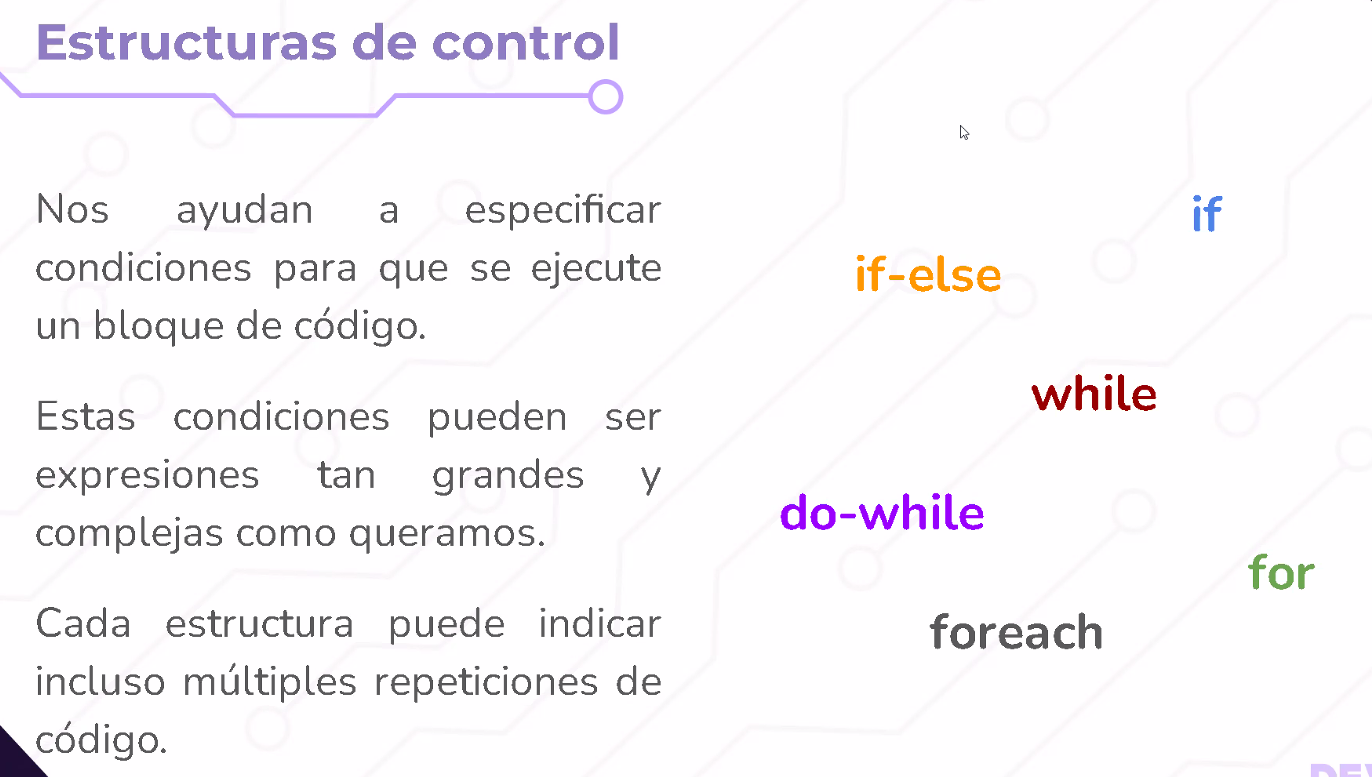 Estructuras de control
Nos ayudan a especificar
condiciones para que se ejecute
un bloque de código.
Estas condiciones pueden ser
expresiones tan grandes y
complejas como queramos.
Cada estructura puede indicar
incluso múltiples repeticiones de
código.
if
if-else
while
do-while
for
foreach